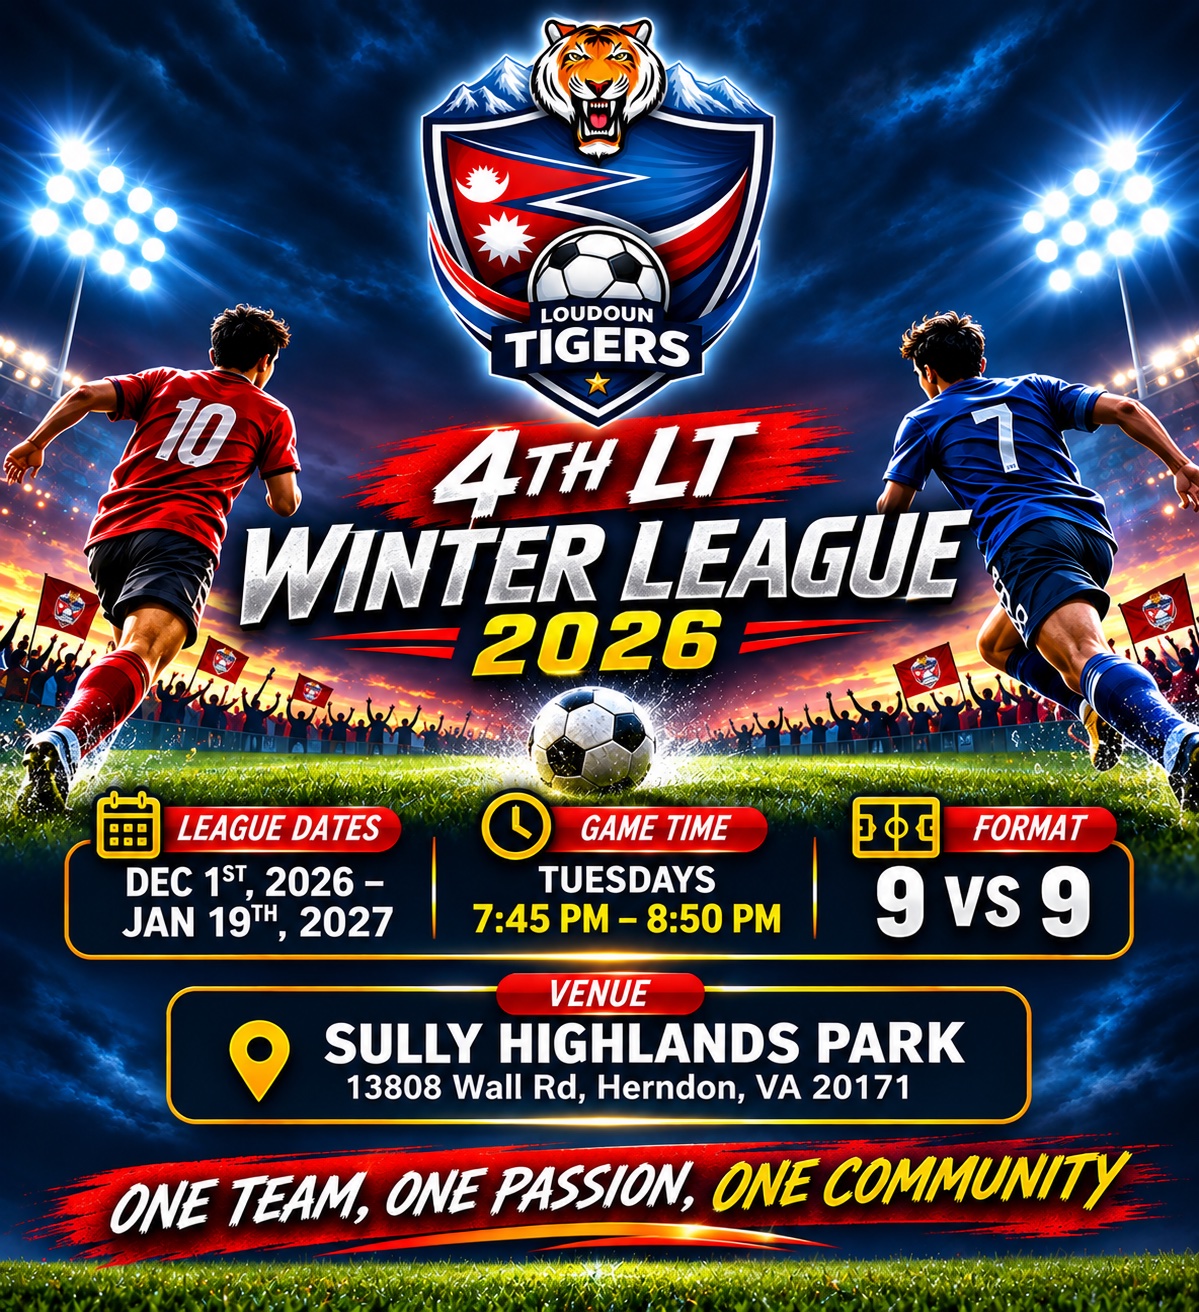 LOUDOUN
TIGERS
10
7
4TH LT
WINTER LEAGUE
2026
LEAGUE DATES
DEC 1ST, 2026 –
JAN 19TH, 2027
GAME TIME
TUESDAYS
7:45 PM – 8:50 PM
FORMAT
9 VS 9
VENUE
SULLY HIGHLANDS PARK
13808 Wall Rd, Herndon, VA 20171
ONE TEAM, ONE PASSION, ONE COMMUNITY